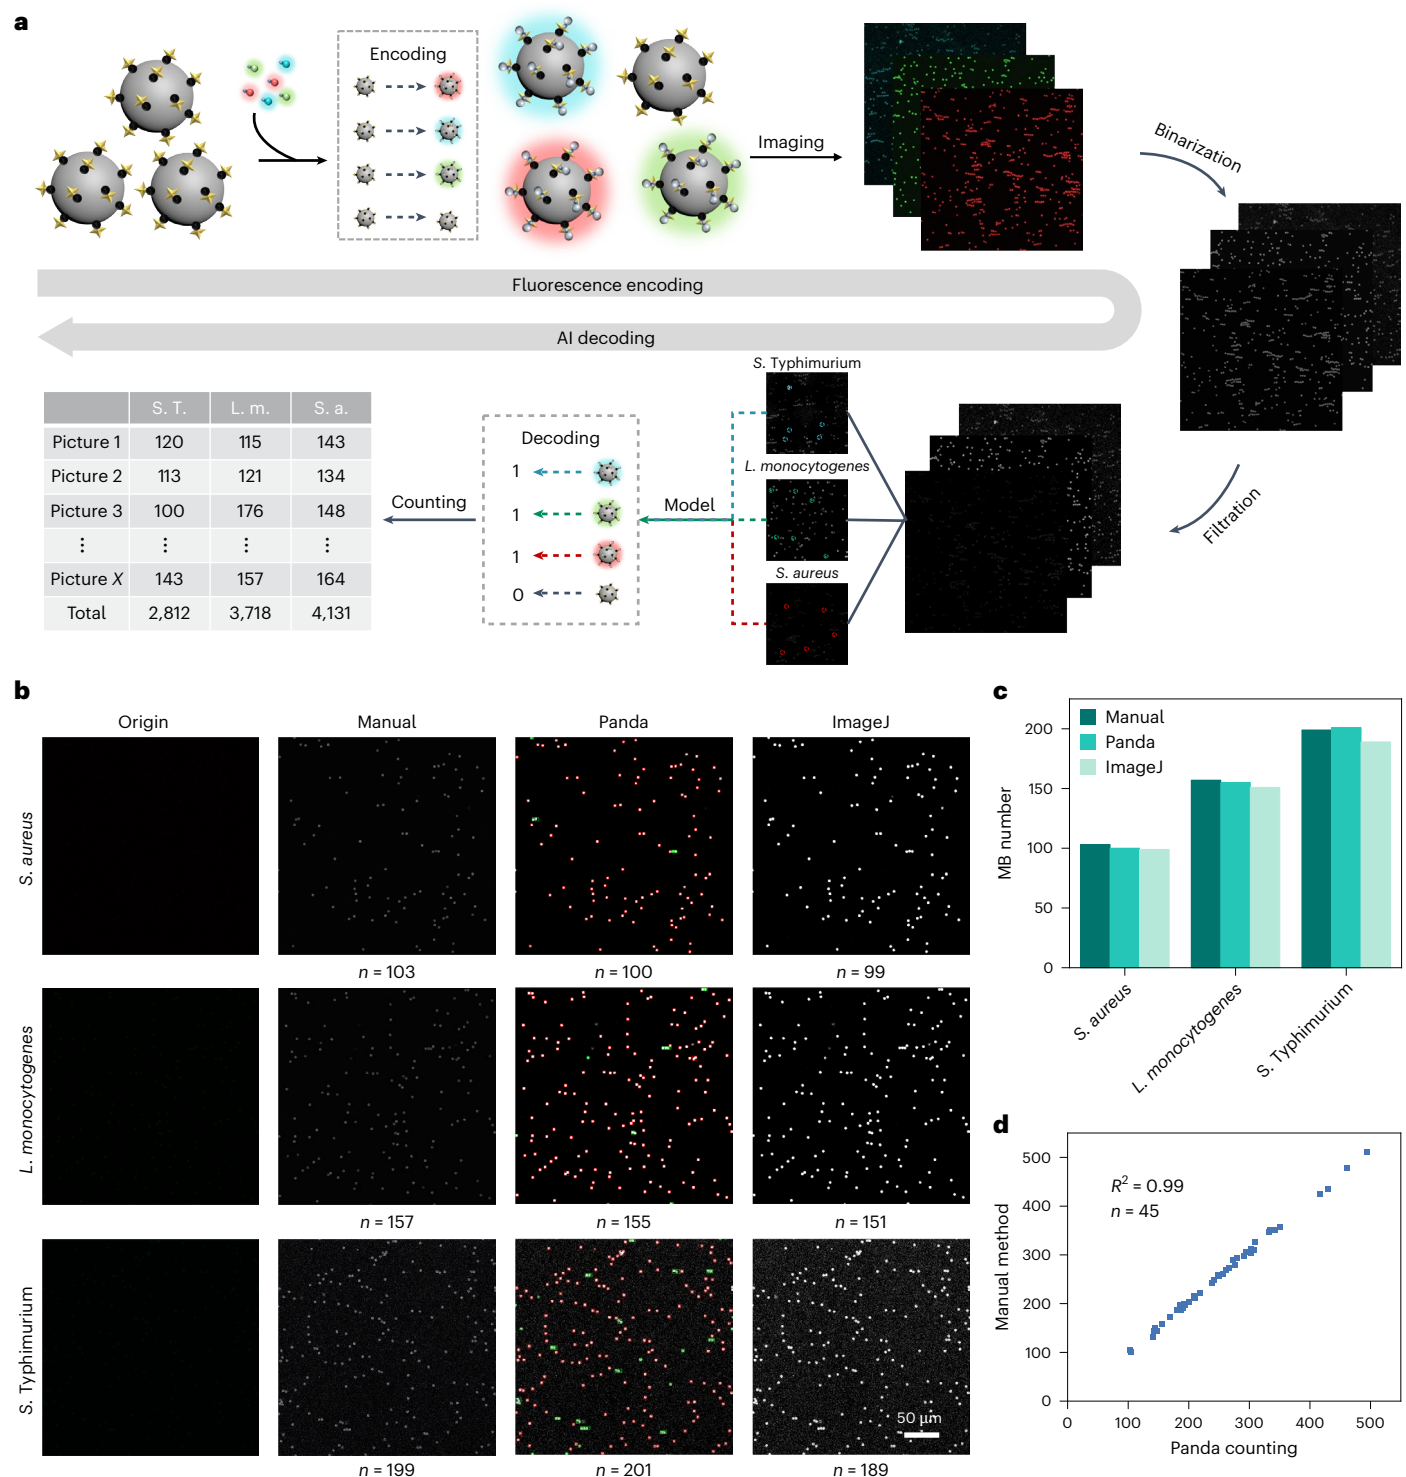 a
Encoding
Imaging
Binarization
Fluorescence encoding
AI decoding
S. Typhimurium
L. monocytogenes
S. aureus
Filtration
Model
Decoding
1
1
1
0
Counting
S. T. L. m. S. a.
Picture 1 120 115 143
Picture 2 113 121 134
Picture 3 100 176 148
⋮ ⋮ ⋮ ⋮
Picture X 143 157 164
Total 2,812 3,718 4,131
b
Origin Manual Panda ImageJ
S. aureus
n = 103 n = 100 n = 99
L. monocytogenes
n = 157 n = 155 n = 151
S. Typhimurium
50 μm
n = 199 n = 201 n = 189
c
Manual
Panda
ImageJ
MB number
200
150
100
50
0
S. aureus
L. monocytogenes
S. Typhimurium
d
R² = 0.99
n = 45
Manual method
500
400
300
200
100
0
0 100 200 300 400 500
Panda counting